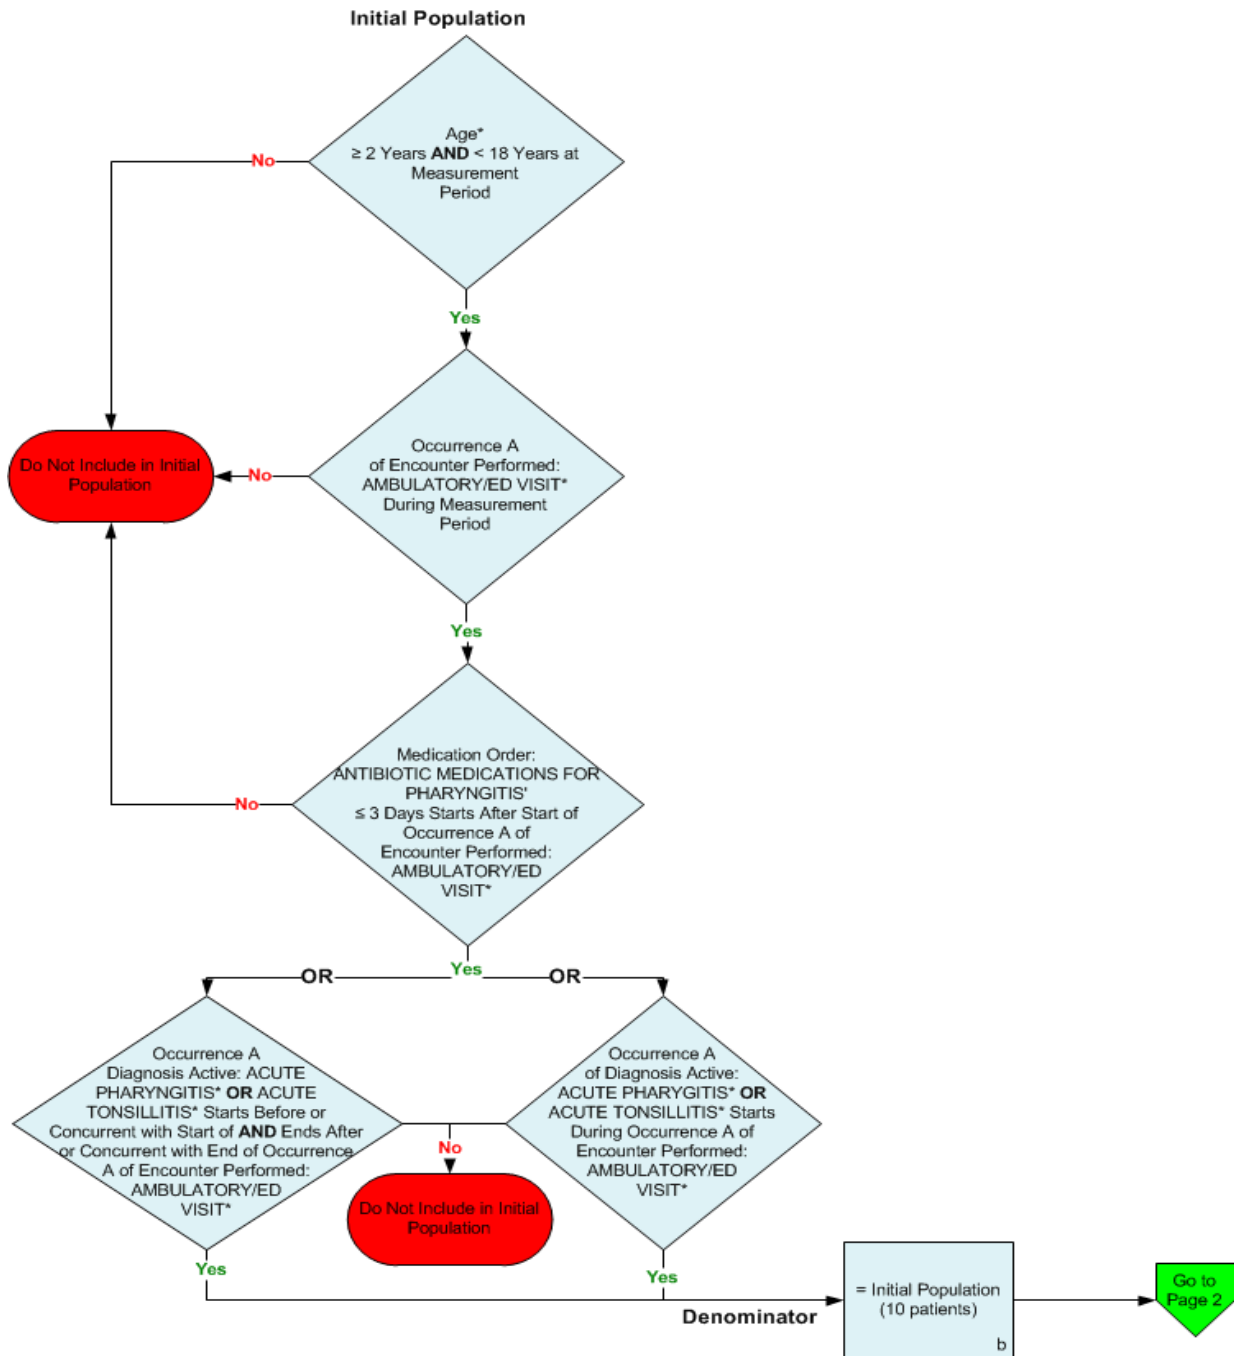 Initial Population
Age*
≥ 2 Years AND < 18 Years at
Measurement
Period
No
Yes
Occurrence A
of Encounter Performed:
AMBULATORY/ED VISIT*
During Measurement
Period
Do Not Include in Initial
Population
No
Yes
Medication Order:
ANTIBIOTIC MEDICATIONS FOR
PHARYNGITIS'
≤ 3 Days Starts After Start of
Occurrence A of
Encounter Performed:
AMBULATORY/ED
VISIT*
No
Yes
OR
OR
Occurrence A
Diagnosis Active: ACUTE
PHARYNGITIS* OR ACUTE
TONSILLITIS* Starts Before or
Concurrent with Start of AND Ends After
or Concurrent with End of Occurrence
A of Encounter Performed:
AMBULATORY/ED
VISIT*
Occurrence A
of Diagnosis Active:
ACUTE PHARYGITIS* OR
ACUTE TONSILLITIS* Starts
During Occurrence A of
Encounter Performed:
AMBULATORY/ED
VISIT*
No
Do Not Include in Initial
Population
Yes
Yes
Denominator
= Initial Population
(10 patients)
b
Go to
Page 2